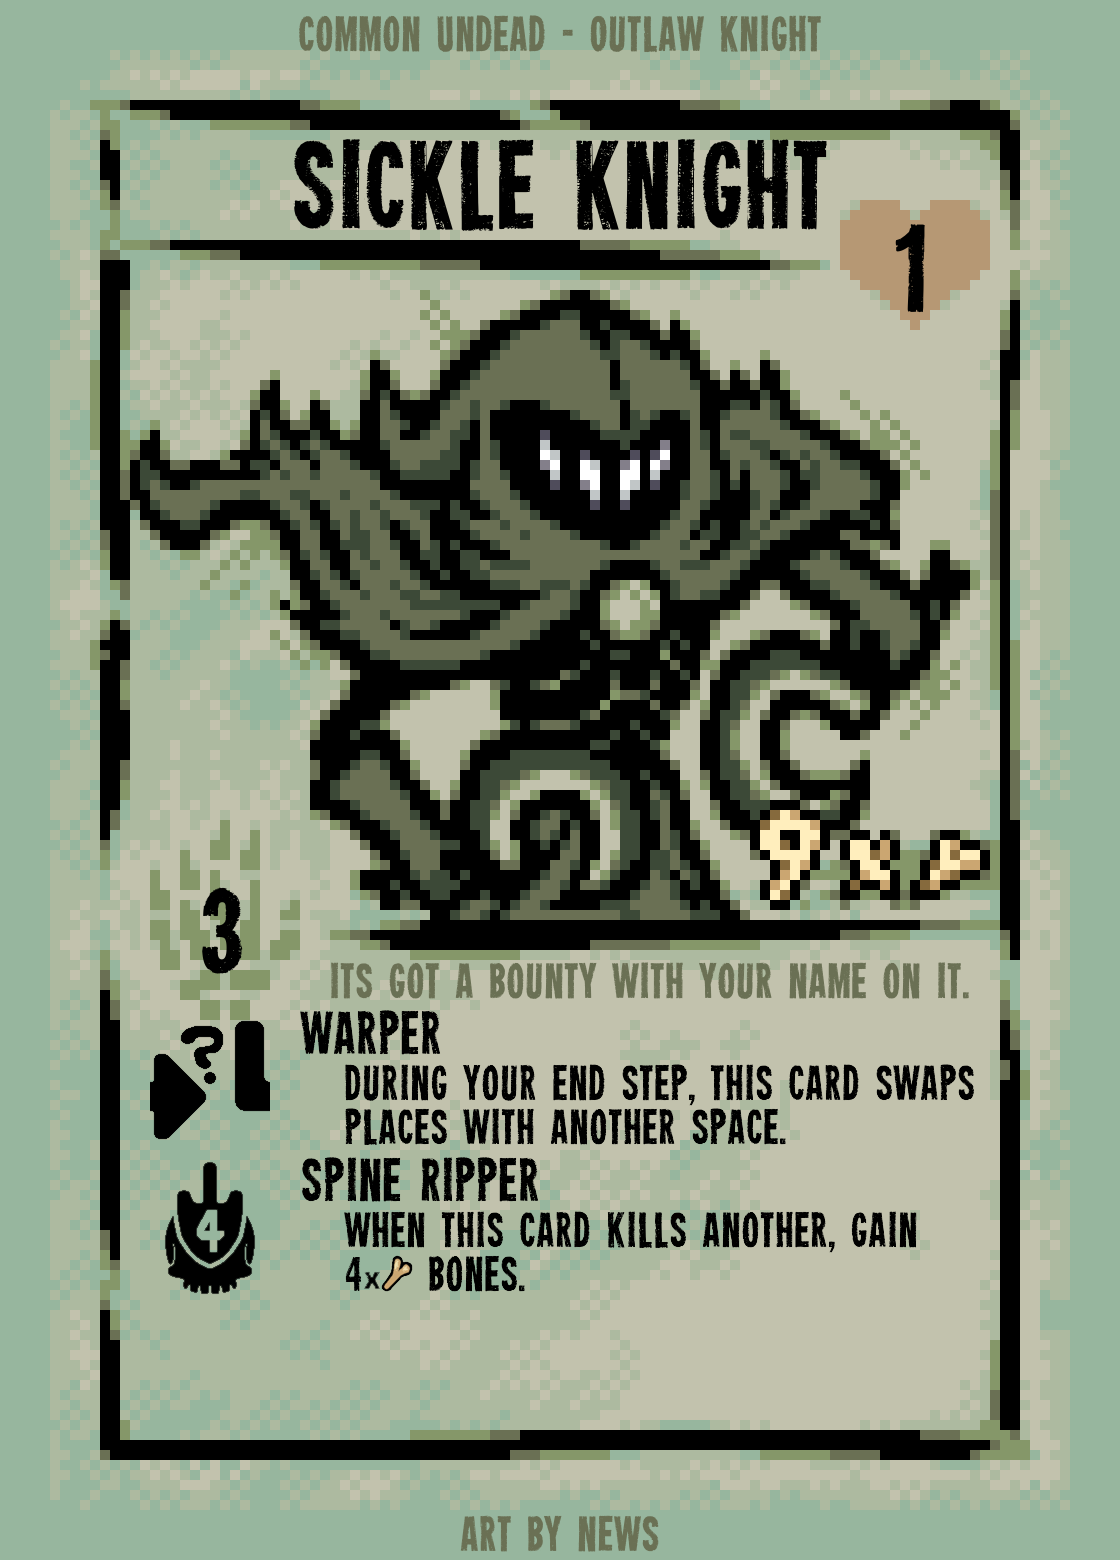 COMMON UNDEAD - OUTLAW KNIGHT
SICKLE KNIGHT
1
9 x
3
ITS GOT A BOUNTY WITH YOUR NAME ON IT.
WARPER
?
DURING YOUR END STEP, THIS CARD SWAPS
PLACES WITH ANOTHER SPACE.
SPINE RIPPER
4
WHEN THIS CARD KILLS ANOTHER, GAIN
4x BONES.
ART BY NEWS